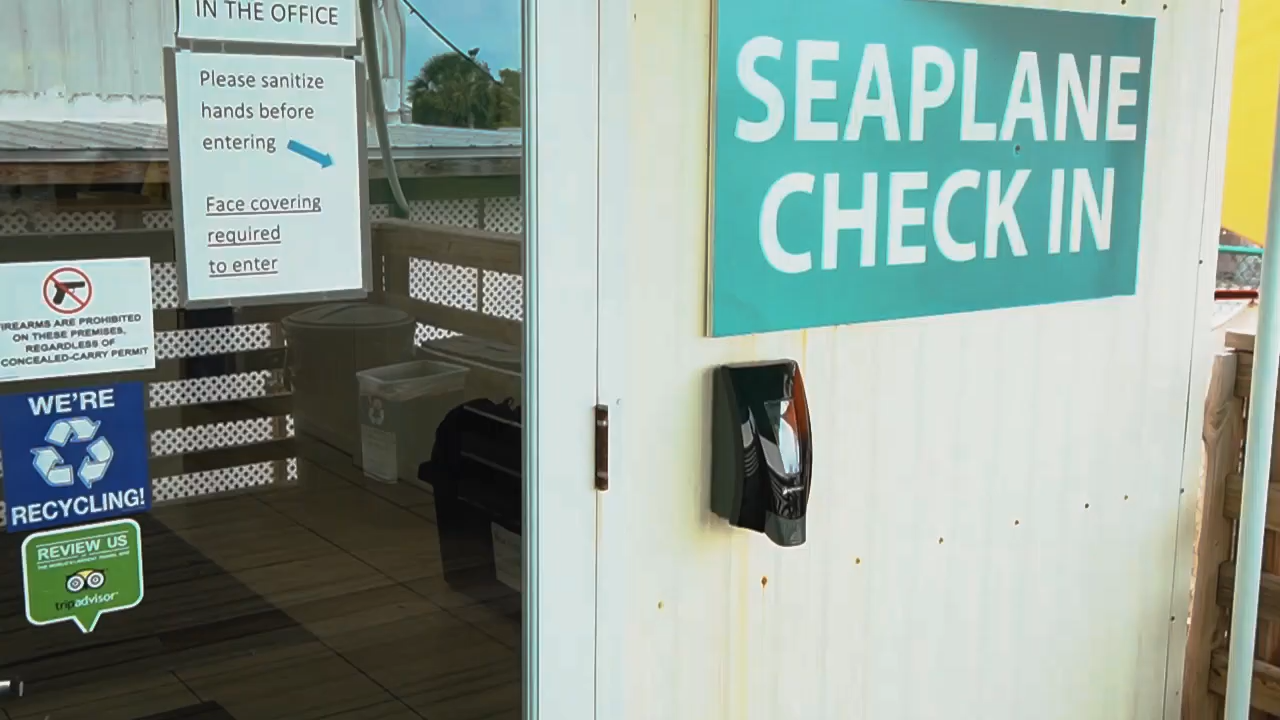 IN THE OFFICE
Please sanitize
hands before
entering
Face covering
required
to enter
FIREARMS ARE PROHIBITED
ON THESE PREMISES,
REGARDLESS OF
CONCEALED-CARRY PERMIT
WE'RE
RECYCLING!
REVIEW US
tripadvisor
SEAPLANE
CHECK IN